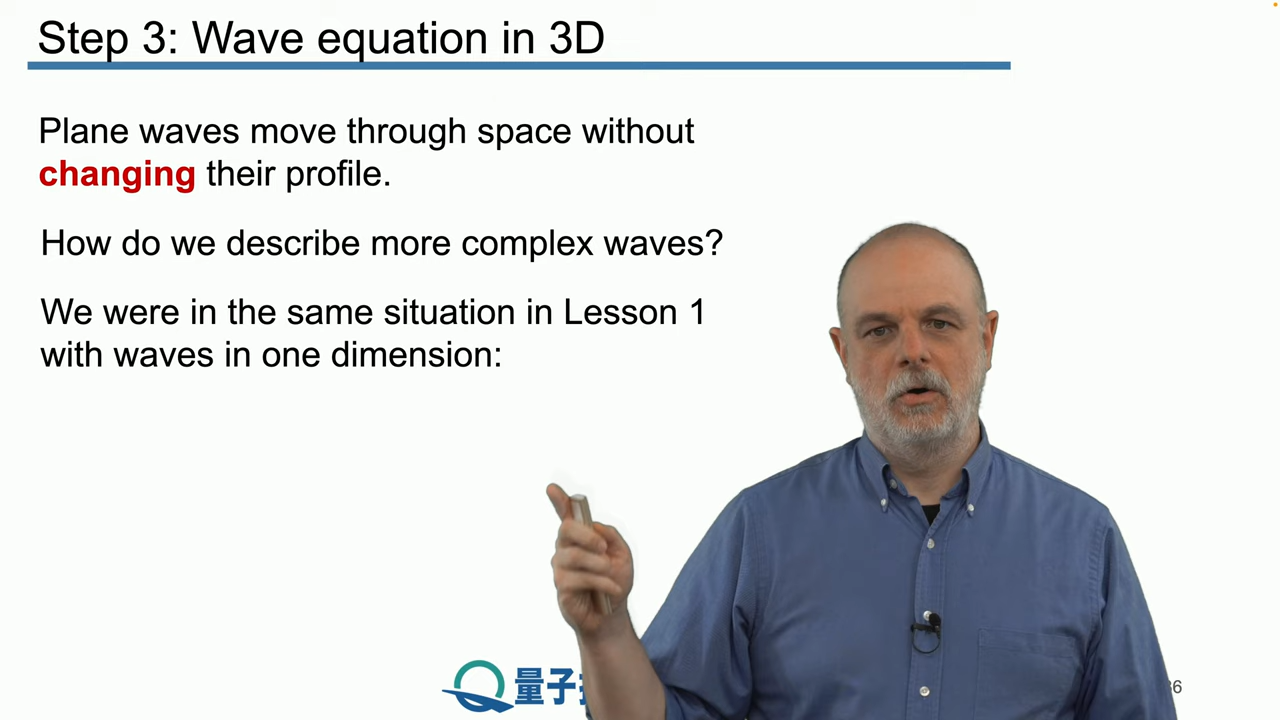 Step 3: Wave equation in 3D
Plane waves move through space without
changing their profile.
How do we describe more complex waves?
We were in the same situation in Lesson 1
with waves in one dimension:
量子